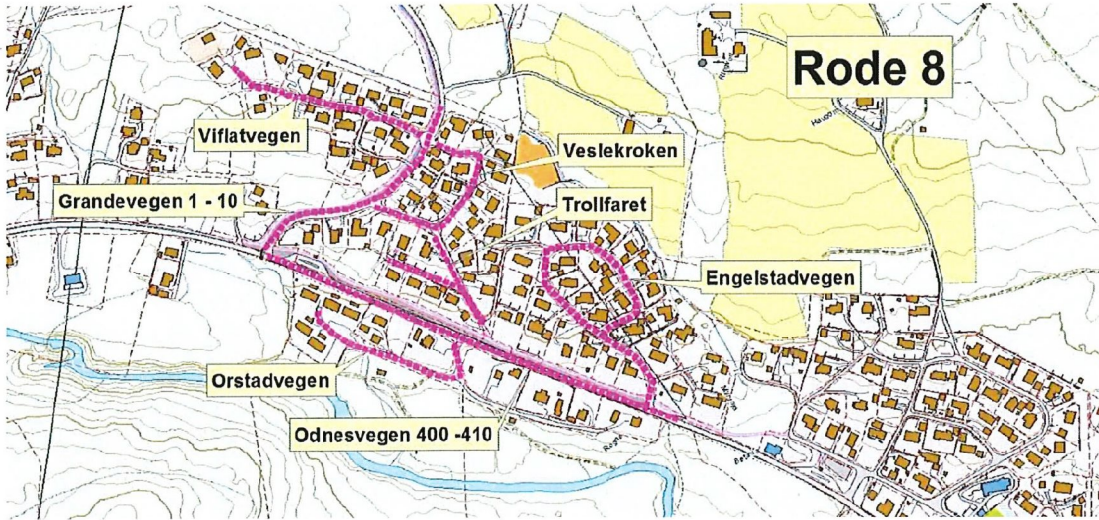 Rode 8
Viflatvegen
Veslekroken
Grandevegen 1 - 10
Trollfaret
Engelstadvegen
Orstadvegen
Odnesvegen 400 -410